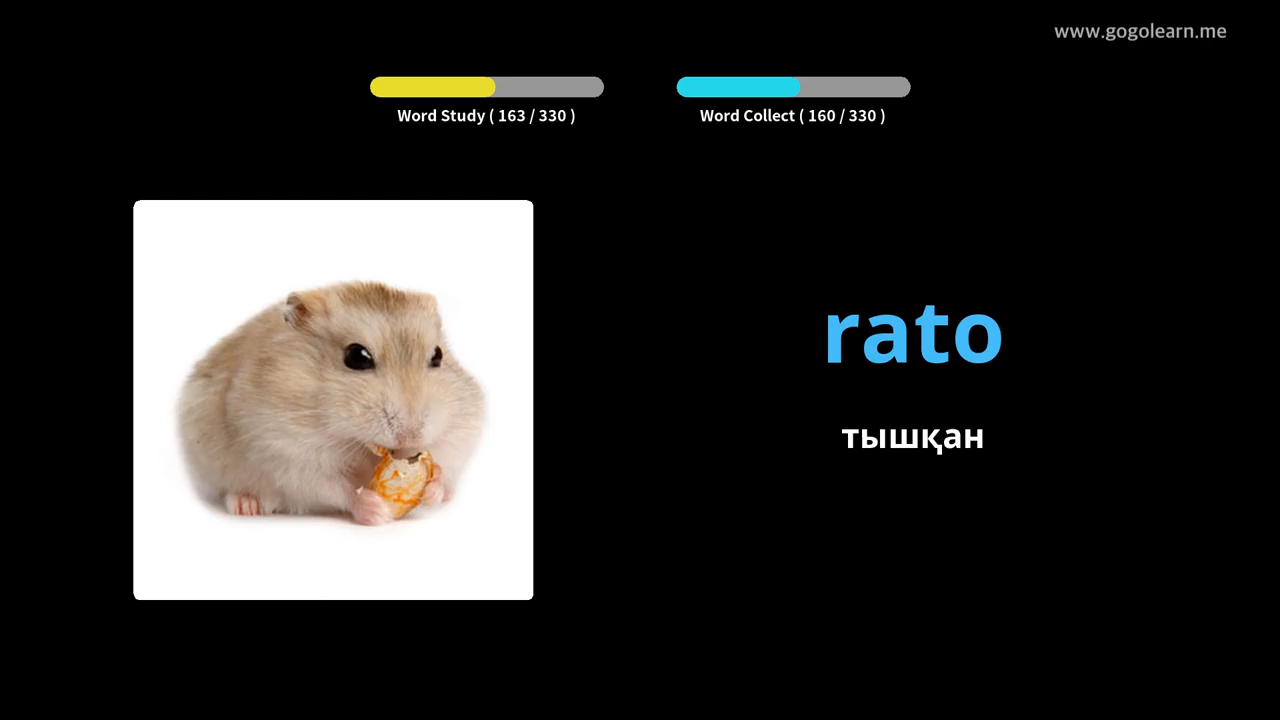 www.gogolearn.me
Word Study ( 163 / 330 )
Word Collect ( 160 / 330 )
rato
тышқан